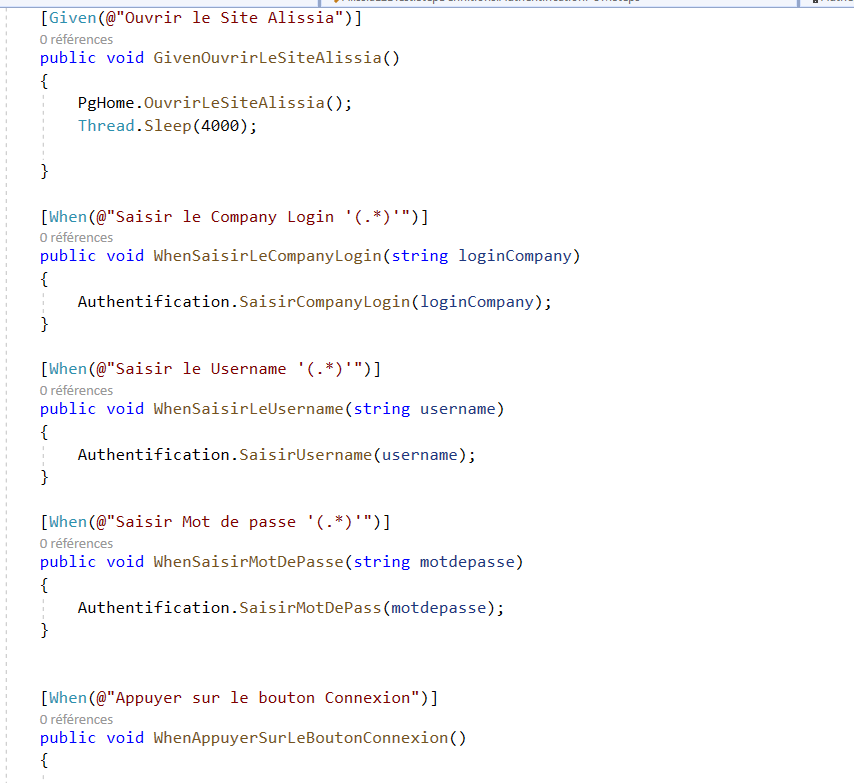 [Given(@"Ouvrir le Site Alissia")]
0 références
public void GivenOuvrirLeSiteAlissia()
{
PgHome.OuvrirLeSiteAlissia();
Thread.Sleep(4000);
}
[When(@"Saisir le Company Login '(.*)'")]
0 références
public void WhenSaisirLeCompanyLogin(string loginCompany)
{
Authentification.SaisirCompanyLogin(loginCompany);
}
[When(@"Saisir le Username '(.*)'")]
0 références
public void WhenSaisirLeUsername(string username)
{
Authentification.SaisirUsername(username);
}
[When(@"Saisir Mot de passe '(.*)'")]
0 références
public void WhenSaisirMotDePasse(string motdepasse)
{
Authentification.SaisirMotDePass(motdepasse);
}
[When(@"Appuyer sur le bouton Connexion")]
0 références
public void WhenAppuyerSurLeBoutonConnexion()
{